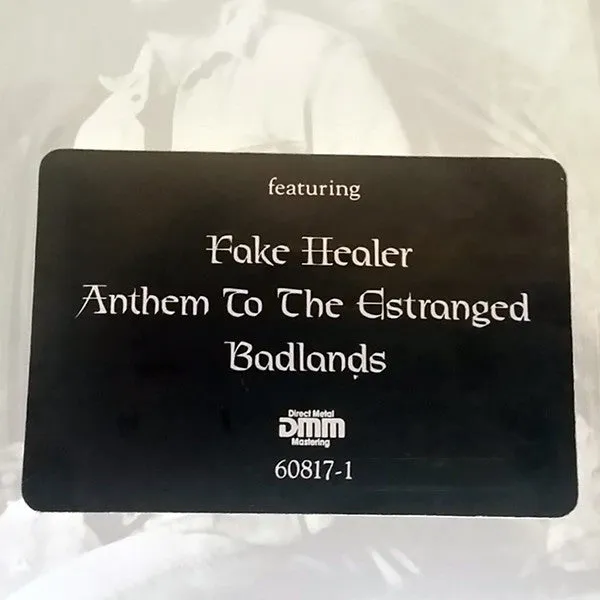 featuring
Fake Healer
Anthem To The Estranged
Badlands
Direct Metal
DMM
Mastering
60817-1